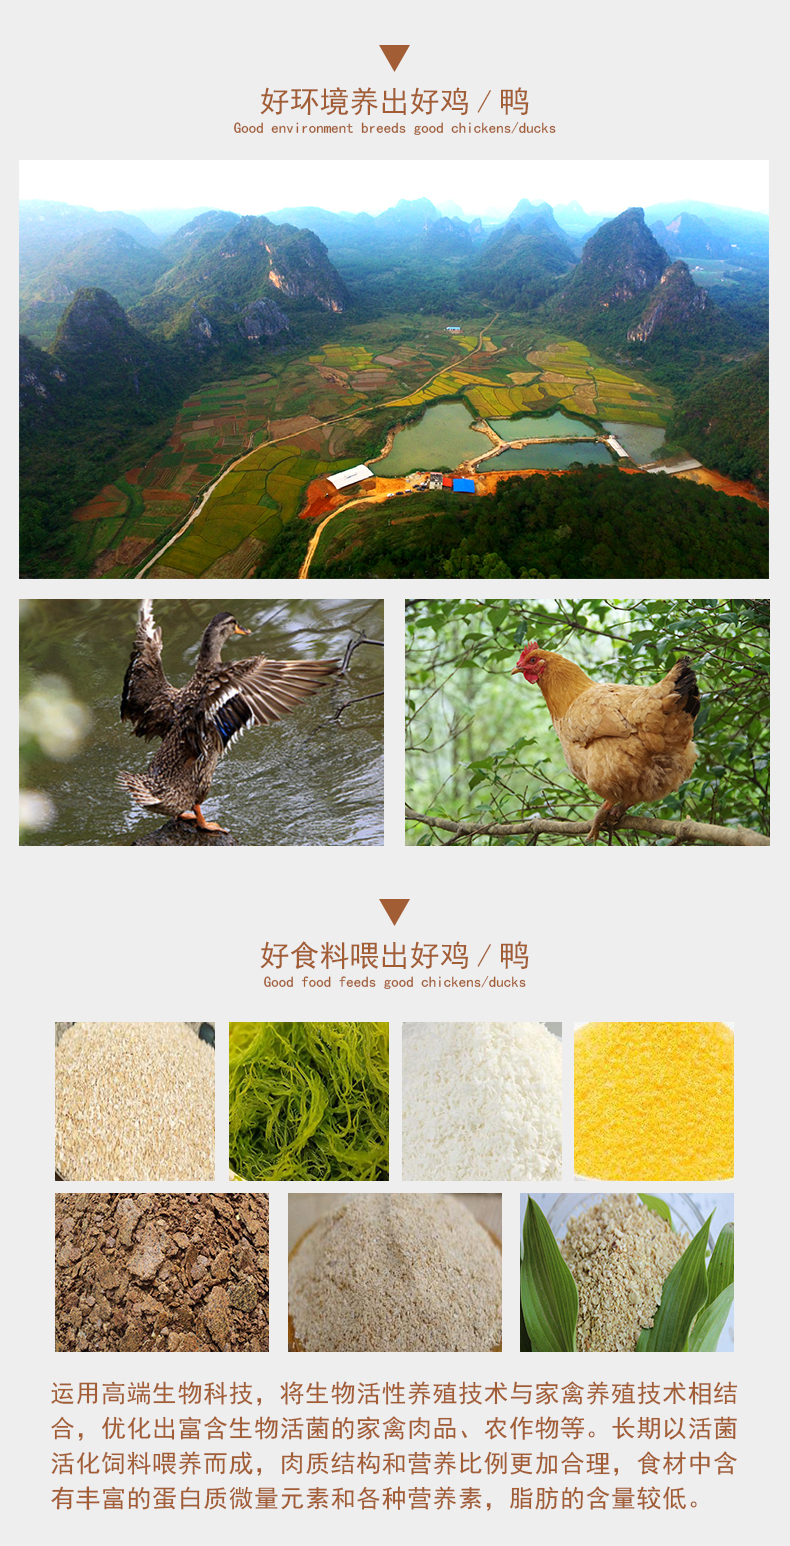 好环境养出好鸡/鸭
Good environment breeds good chickens/ducks
好食料喂出好鸡/鸭
Good food feeds good chickens/ducks
运用高端生物科技，将生物活性养殖技术与家禽养殖技术相结
合，优化出富含生物活菌的家禽肉品、农作物等。长期以活菌
活化饲料喂养而成，肉质结构和营养比例更加合理，食材中含
有丰富的蛋白质微量元素和各种营养素，脂肪的含量较低。